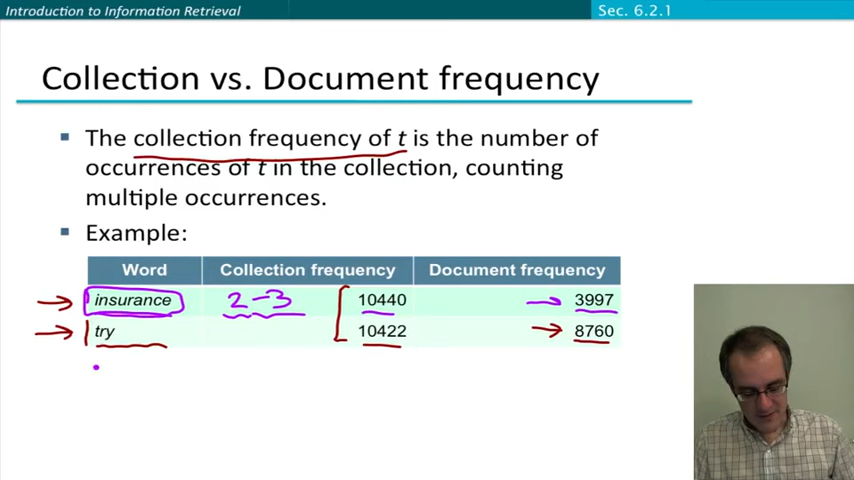 Introduction to Information Retrieval
Sec. 6.2.1
Collection vs. Document frequency
The collection frequency of t is the number of
occurrences of t in the collection, counting
multiple occurrences.
Example:
Word Collection frequency Document frequency
insurance 2-3 10440 3997
try 10422 8760